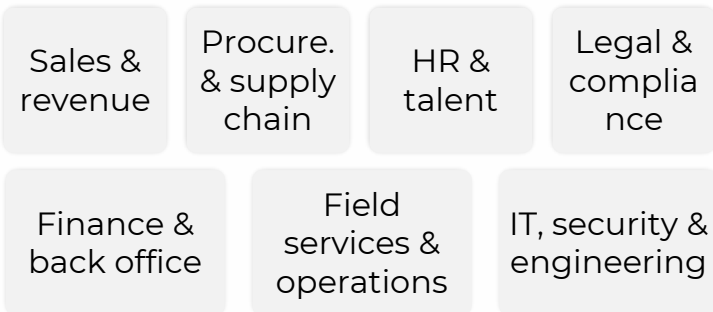 Sales &
revenue
Procure.
& supply
chain
HR &
talent
Legal &
complia
nce
Finance &
back office
Field
services &
operations
IT, security &
engineering